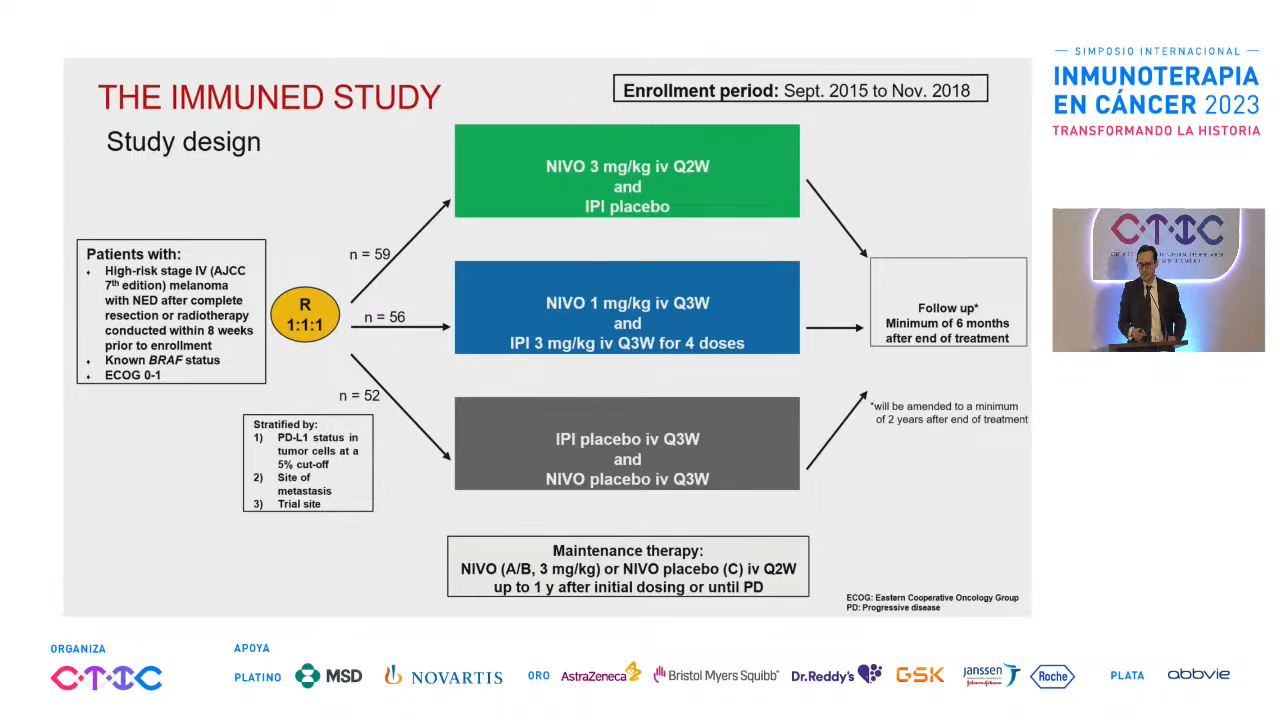 THE IMMUNED STUDY
Study design
Enrollment period: Sept. 2015 to Nov. 2018
Patients with:
High-risk stage IV (AJCC
7th edition) melanoma
with NED after complete
resection or radiotherapy
conducted within 8 weeks
prior to enrollment
Known BRAF status
ECOG 0-1
R
1:1:1
Stratified by:
1) PD-L1 status in
tumor cells at a
5% cut-off
2) Site of
metastasis
3) Trial site
n = 59
n = 56
n = 52
NIVO 3 mg/kg iv Q2W
and
IPI placebo
NIVO 1 mg/kg iv Q3W
and
IPI 3 mg/kg iv Q3W for 4 doses
IPI placebo iv Q3W
and
NIVO placebo iv Q3W
Follow up*
Minimum of 6 months
after end of treatment
*will be amended to a minimum
of 2 years after end of treatment
Maintenance therapy:
NIVO (A/B, 3 mg/kg) or NIVO placebo (C) iv Q2W
up to 1 y after initial dosing or until PD
ECOG: Eastern Cooperative Oncology Group
PD: Progressive disease
SIMPOSIO INTERNACIONAL
INMUNOTERAPIA
EN CÁNCER 2023
TRANSFORMANDO LA HISTORIA
CTIC
ORGANIZA
CTIC
APOYA
PLATINO
MSD
NOVARTIS
ORO
AstraZeneca
Bristol Myers Squibb
Dr.Reddy's
GSK
Janssen
Johnson&Johnson
Roche
PLATA
abbvie